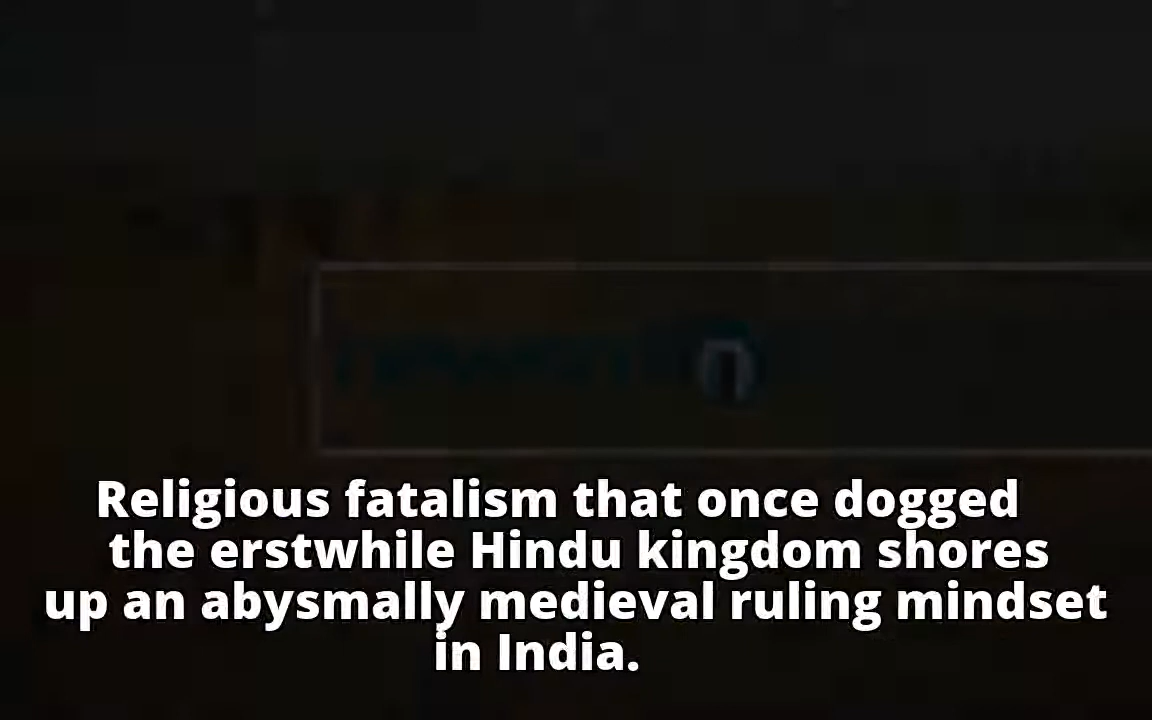 Religious fatalism that once dogged
the erstwhile Hindu kingdom shores
up an abysmally medieval ruling mindset
in India.